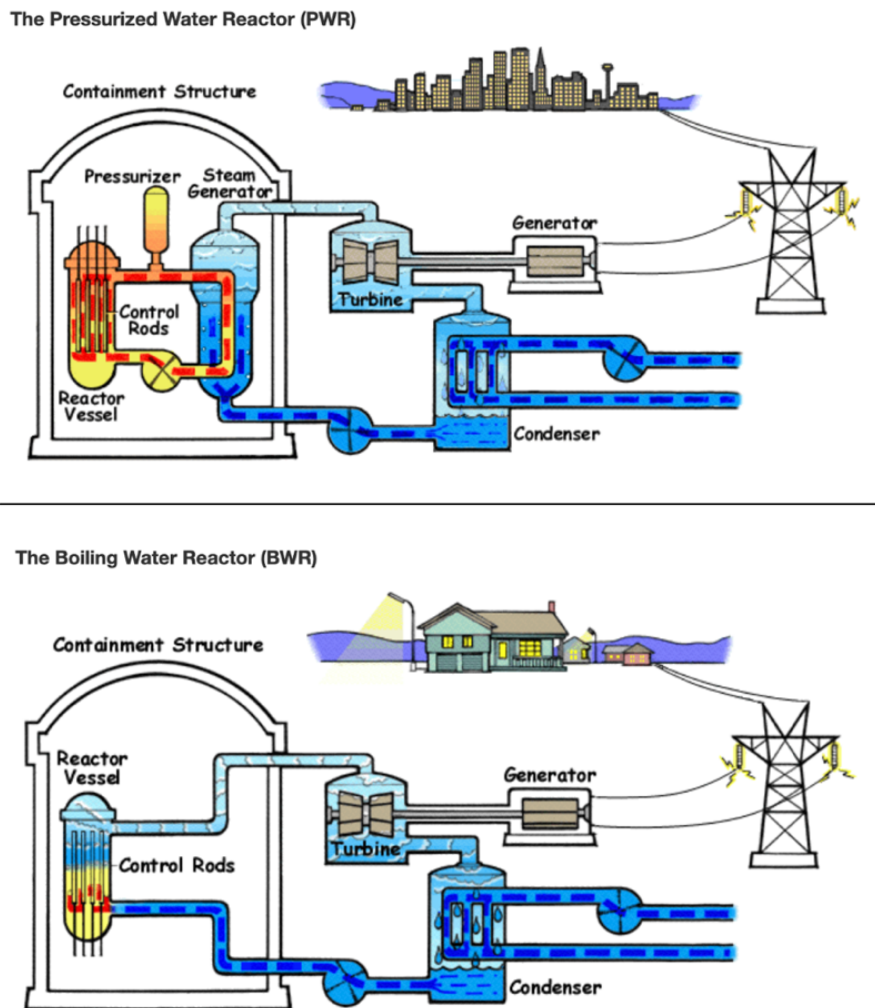 The Pressurized Water Reactor (PWR)
Containment Structure
Pressurizer
Steam
Generator
Generator
Turbine
Control
Rods
Reactor
Vessel
Condenser
The Boiling Water Reactor (BWR)
Containment Structure
Reactor
Vessel
Generator
Turbine
Control Rods
Condenser